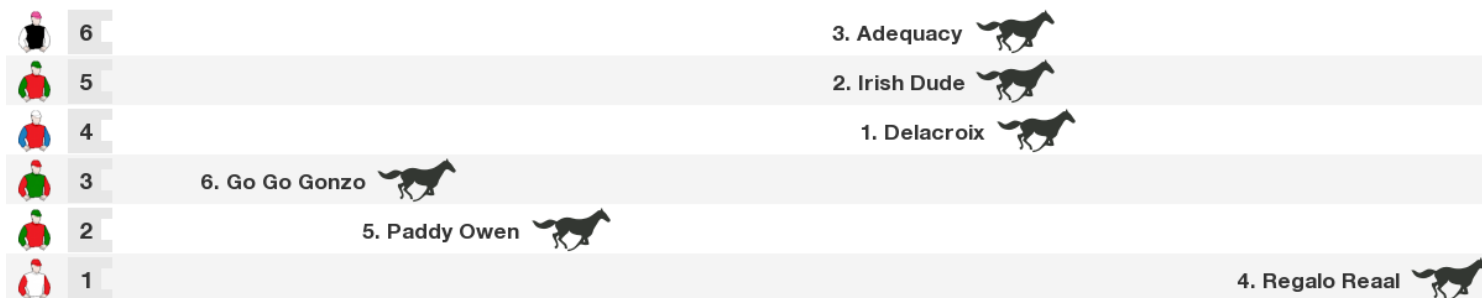 6 3. Adequacy
5 2. Irish Dude
4 1. Delacroix
3 6. Go Go Gonzo
2 5. Paddy Owen
1 4. Regalo Reaal